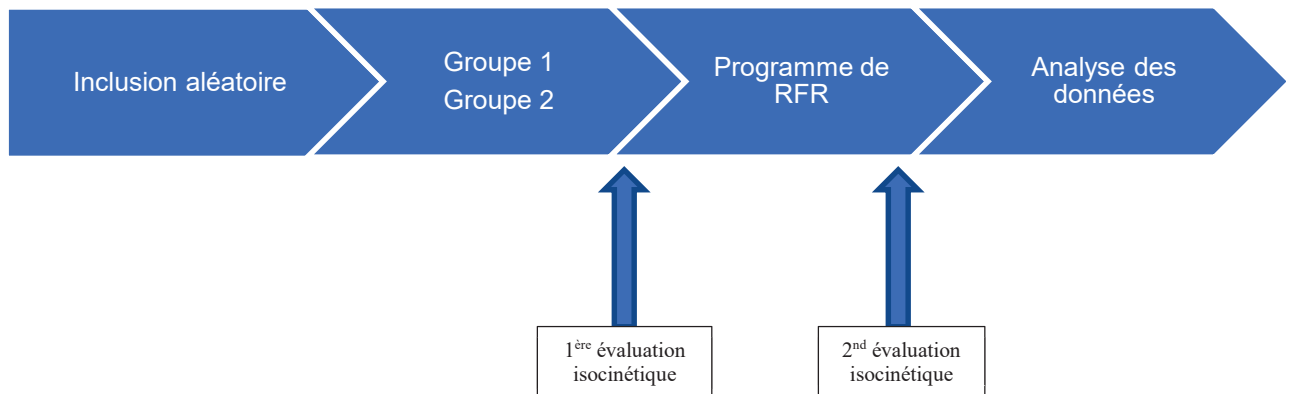 Inclusion aléatoire
Groupe 1
Groupe 2
Programme de
RFR
Analyse des
données
1ère évaluation
isocinétique
2nd évaluation
isocinétique